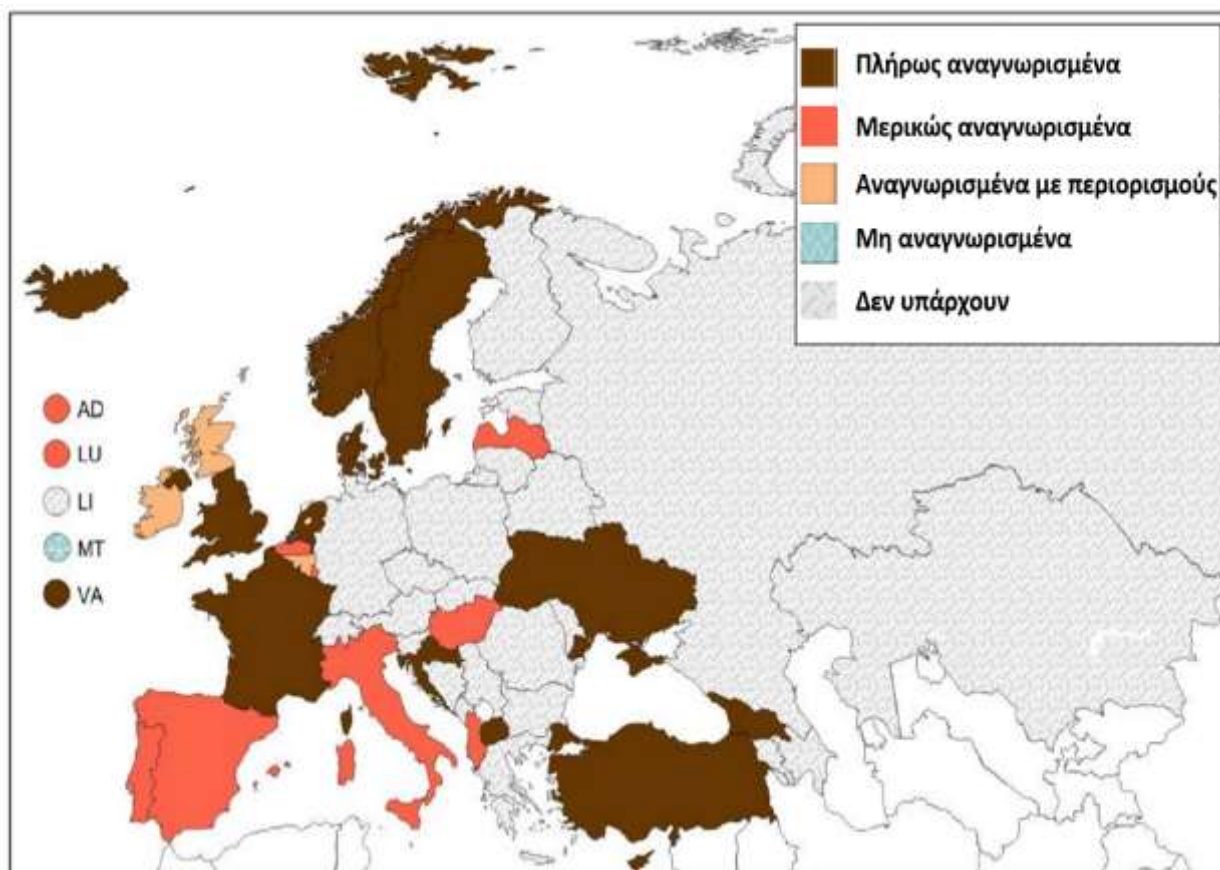 Πλήρως αναγνωρισμένα
Μερικώς αναγνωρισμένα
Αναγνωρισμένα με περιορισμούς
Μη αναγνωρισμένα
Δεν υπάρχουν
AD
LU
LI
MT
VA